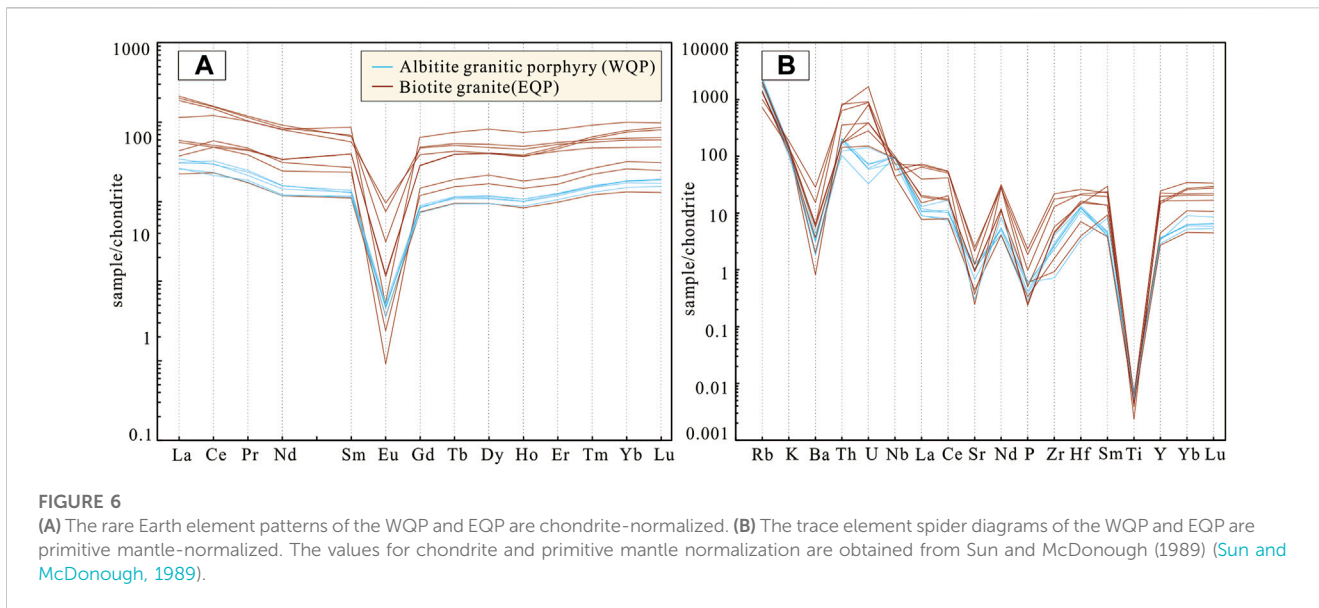 A
Albitite granitic porphyry (WQP)
Biotite granite(EQP)
1000
100
10
1
0.1
sample/chondrite
La Ce Pr Nd Sm Eu Gd Tb Dy Ho Er Tm Yb Lu
B
10000
1000
100
10
1
0.1
0.01
0.001
sample/chondrite
Rb K Ba Th U Nb La Ce Sr Nd P Zr Hf Sm Ti Y Yb Lu
FIGURE 6
(A) The rare Earth element patterns of the WQP and EQP are chondrite-normalized. (B) The trace element spider diagrams of the WQP and EQP are
primitive mantle-normalized. The values for chondrite and primitive mantle normalization are obtained from Sun and McDonough (1989) (Sun and
McDonough, 1989).